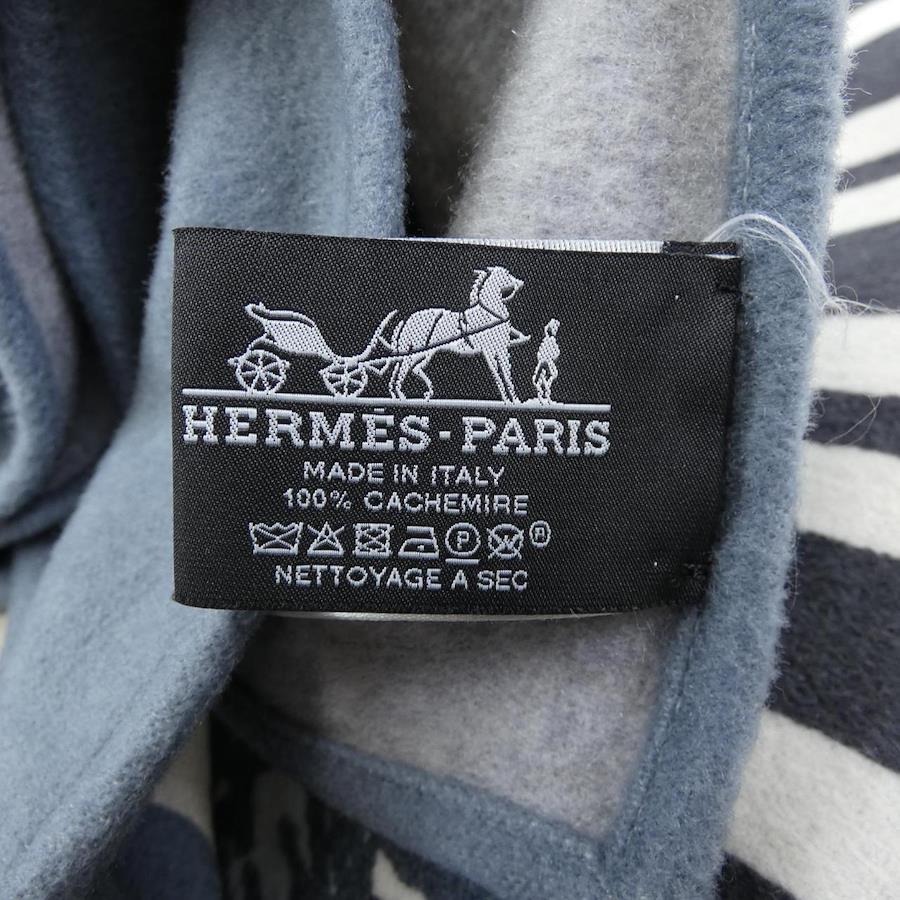 HERMÈS-PARIS
MADE IN ITALY
100% CACHEMIRE
P W R
NETTOYAGE A SEC